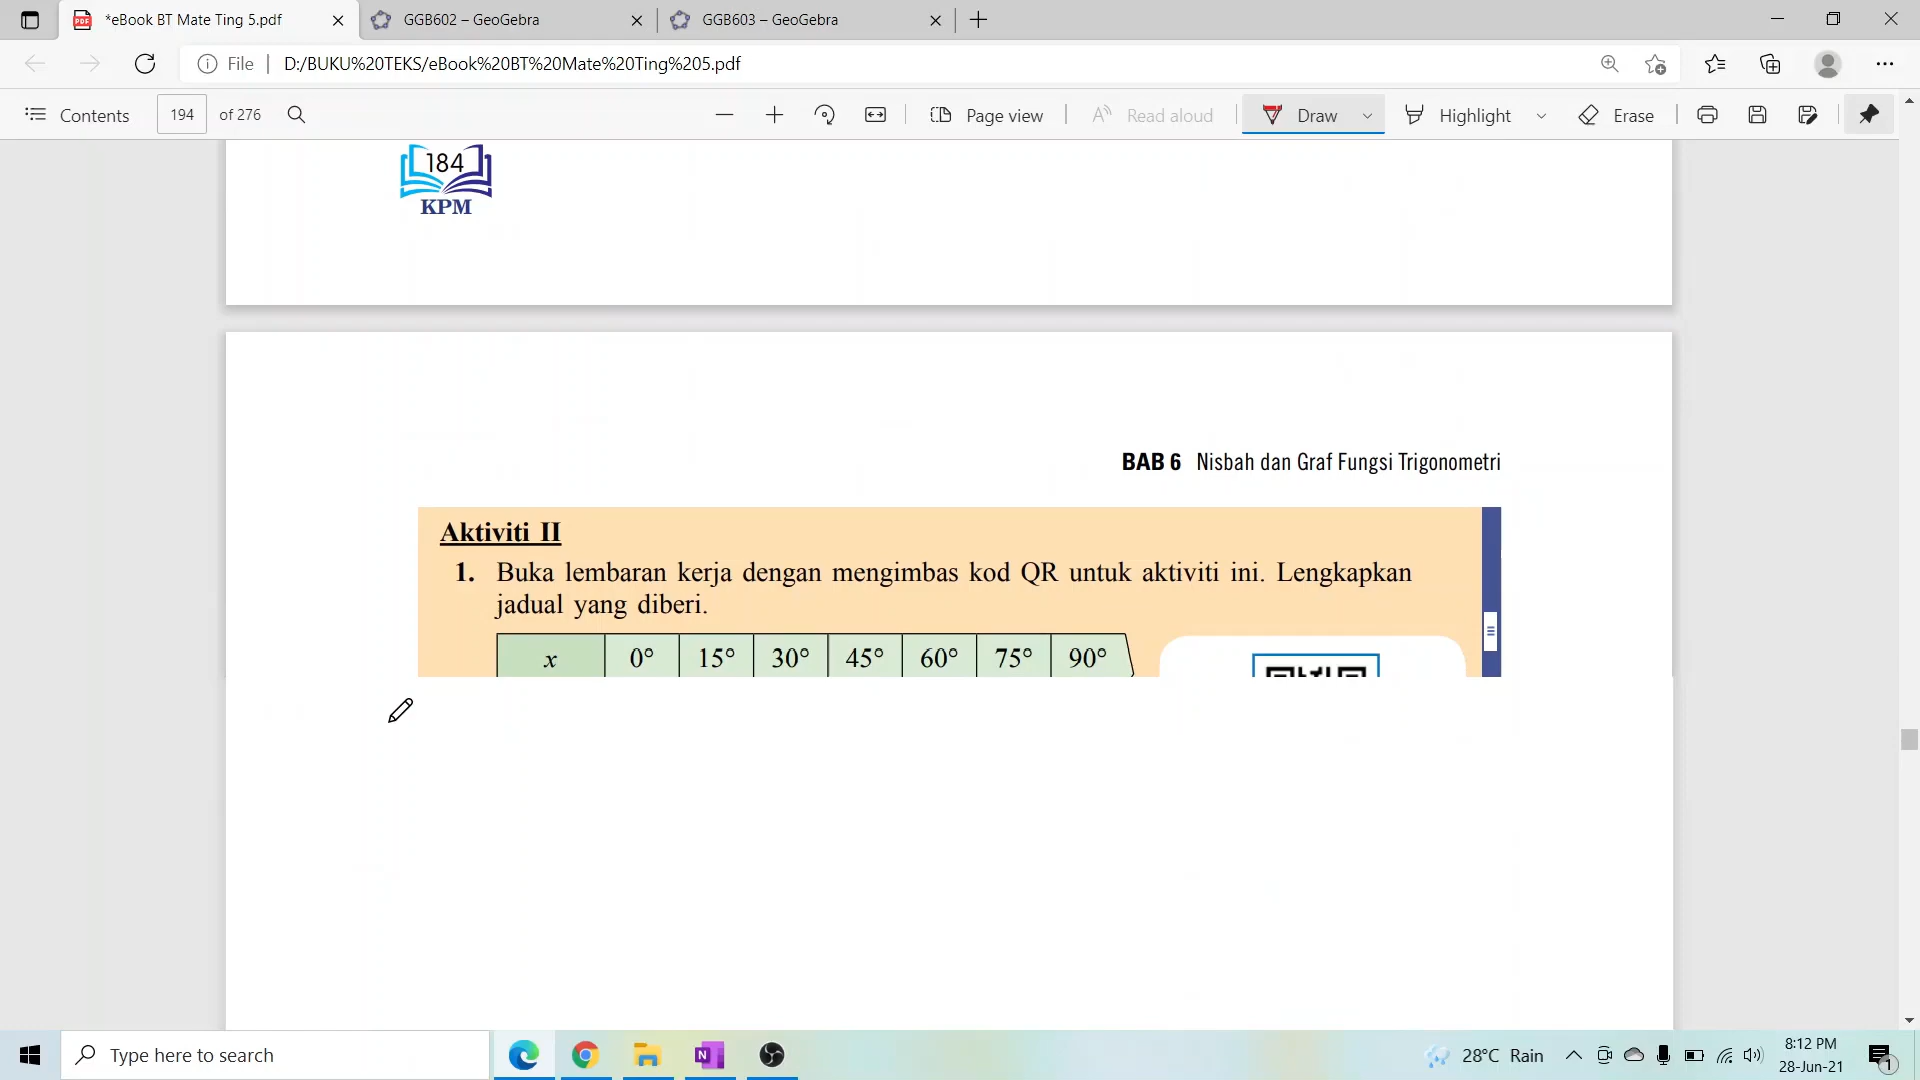 *eBook BT Mate Ting 5.pdf
GGB602 – GeoGebra
GGB603 – GeoGebra
File
D:/BUKU%20TEKS/eBook%20BT%20Mate%20Ting%205.pdf
Contents
194
of 276
Page view
Read aloud
Draw
Highlight
Erase
184
KPM
BAB 6 Nisbah dan Graf Fungsi Trigonometri
Aktiviti II
1. Buka lembaran kerja dengan mengimbas kod QR untuk aktiviti ini. Lengkapkan
jadual yang diberi.
x 0° 15° 30° 45° 60° 75° 90°
Type here to search
28°C Rain
8:12 PM
28-Jun-21
1